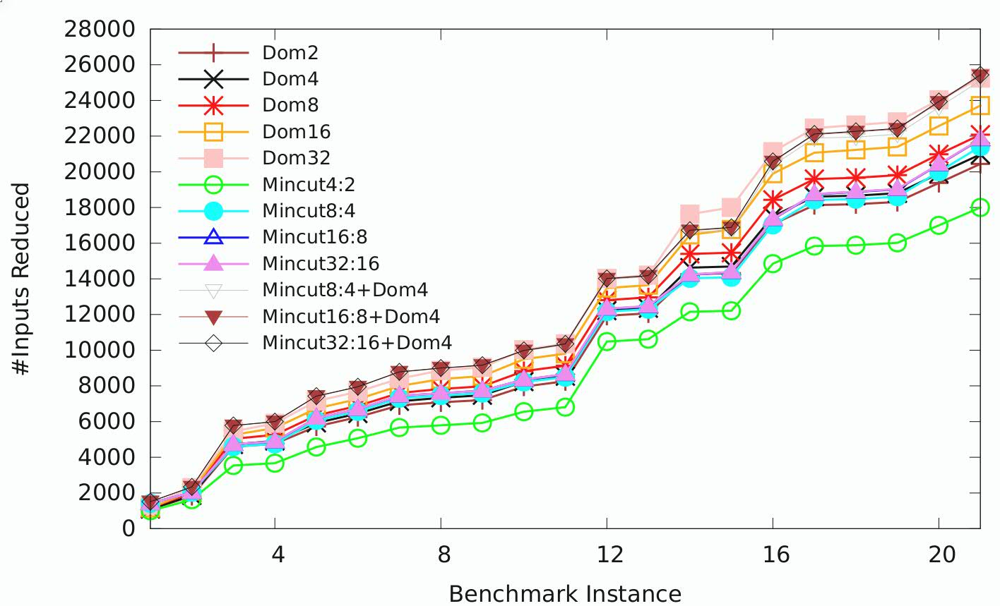 28000
26000
24000
22000
20000
18000
16000
14000
12000
10000
8000
6000
4000
2000
0
#Inputs Reduced
Dom2
Dom4
Dom8
Dom16
Dom32
Mincut4:2
Mincut8:4
Mincut16:8
Mincut32:16
Mincut8:4+Dom4
Mincut16:8+Dom4
Mincut32:16+Dom4
4 8 12 16 20
Benchmark Instance